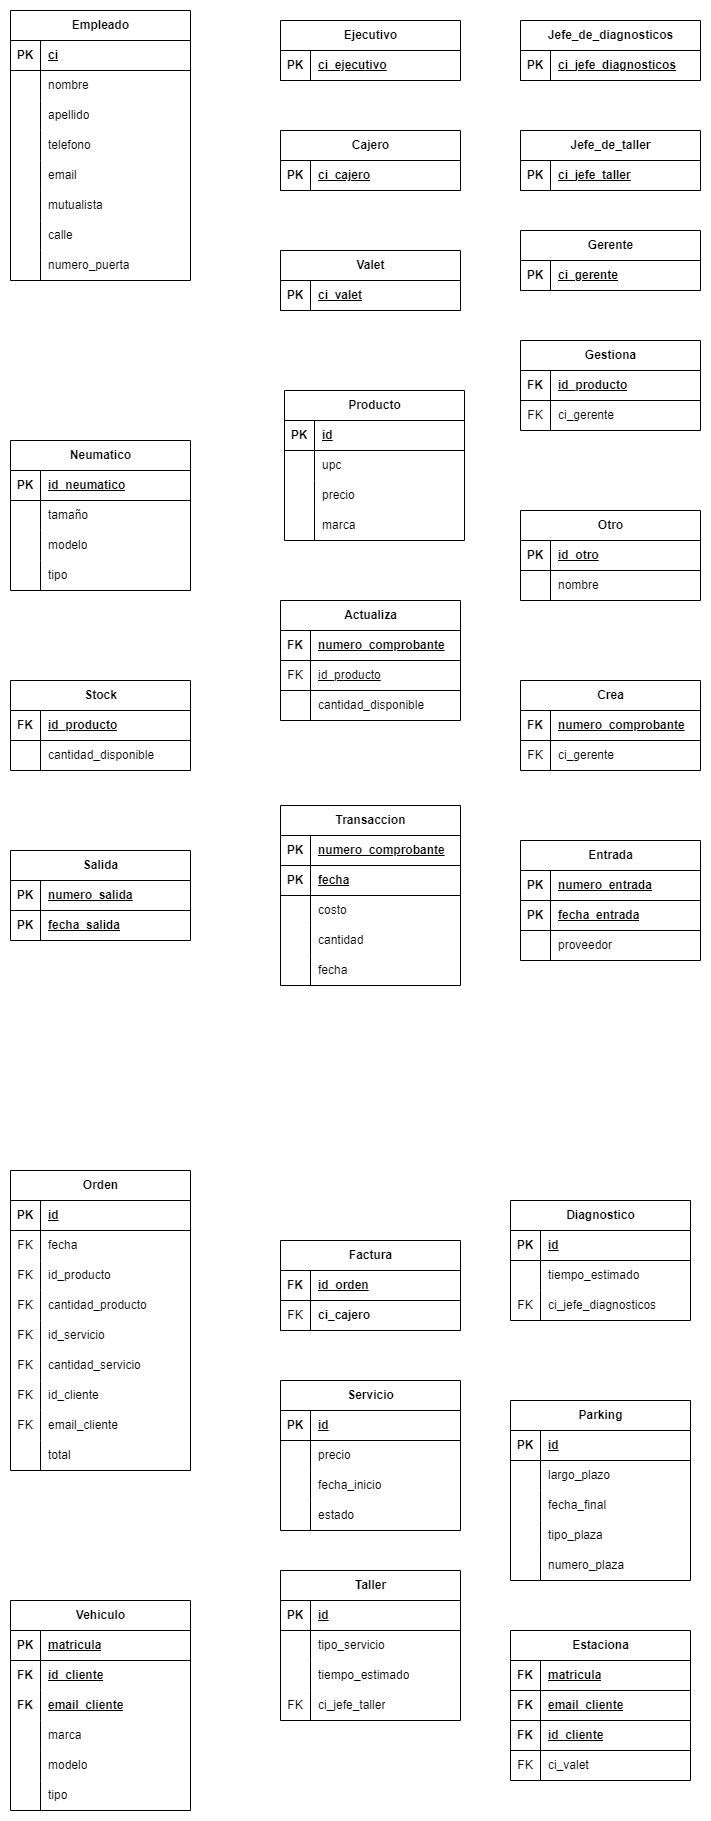 Empleado
PK ci
nombre
apellido
telefono
email
mutualista
calle
numero_puerta
Ejecutivo
PK ci_ejecutivo
Jefe_de_diagnosticos
PK ci_jefe_diagnosticos
Cajero
PK ci_cajero
Jefe_de_taller
PK ci_jefe_taller
Valet
PK ci_valet
Gerente
PK ci_gerente
Gestiona
FK id_producto
FK ci_gerente
Neumatico
PK id_neumatico
tamaño
modelo
tipo
Producto
PK id
upc
precio
marca
Otro
PK id_otro
nombre
Actualiza
FK numero_comprobante
FK id_producto
cantidad_disponible
Stock
FK id_producto
cantidad_disponible
Crea
FK numero_comprobante
FK ci_gerente
Salida
PK numero_salida
PK fecha_salida
Transaccion
PK numero_comprobante
PK fecha
costo
cantidad
fecha
Entrada
PK numero_entrada
PK fecha_entrada
proveedor
Orden
PK id
FK fecha
FK id_producto
FK cantidad_producto
FK id_servicio
FK cantidad_servicio
FK id_cliente
FK email_cliente
total
Factura
FK id_orden
FK ci_cajero
Diagnostico
PK id
tiempo_estimado
FK ci_jefe_diagnosticos
Servicio
PK id
precio
fecha_inicio
estado
Parking
PK id
largo_plazo
fecha_final
tipo_plaza
numero_plaza
Vehiculo
PK matricula
FK id_cliente
FK email_cliente
marca
modelo
tipo
Taller
PK id
tipo_servicio
tiempo_estimado
FK ci_jefe_taller
Estaciona
FK matricula
FK email_cliente
FK id_cliente
FK ci_valet